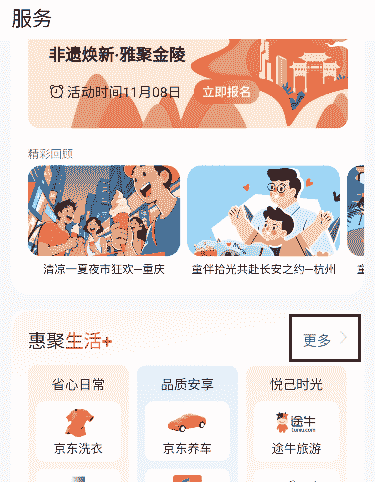 服务
非遗焕新·雅聚金陵
活动时间11月08日 立即报名
精彩回顾
清凉一夏夜市狂欢—重庆 童伴拾光共赴长安之约—杭州
惠聚生活+ 更多
省心日常 品质安享 悦己时光
途牛
tuniu.com
京东洗衣 京东养车 途牛旅游